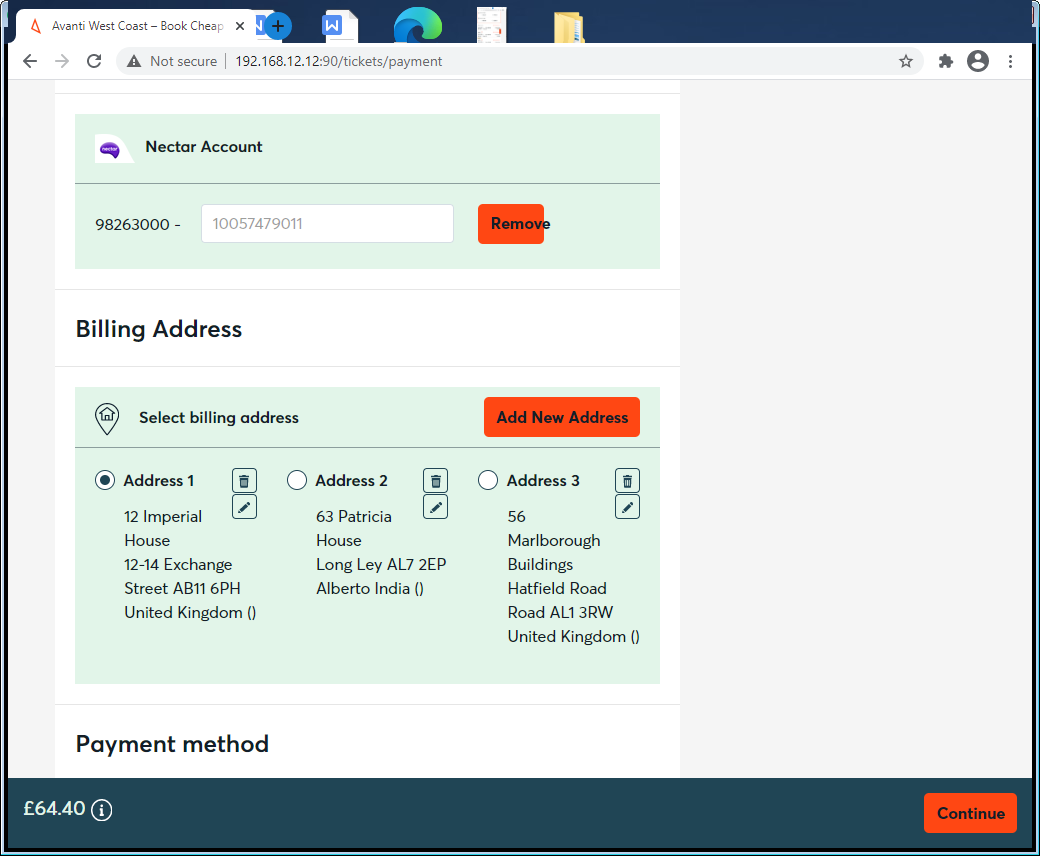 Avanti West Coast – Book Cheap
Not secure
192.168.12.12:90/tickets/payment
nectar
Nectar Account
98263000 -
10057479011
Remove
Billing Address
Select billing address
Add New Address
Address 1
12 Imperial
House
12-14 Exchange
Street AB11 6PH
United Kingdom ()
Address 2
63 Patricia
House
Long Ley AL7 2EP
Alberto India ()
Address 3
56
Marlborough
Buildings
Hatfield Road
Road AL1 3RW
United Kingdom ()
Payment method
£64.40
Continue